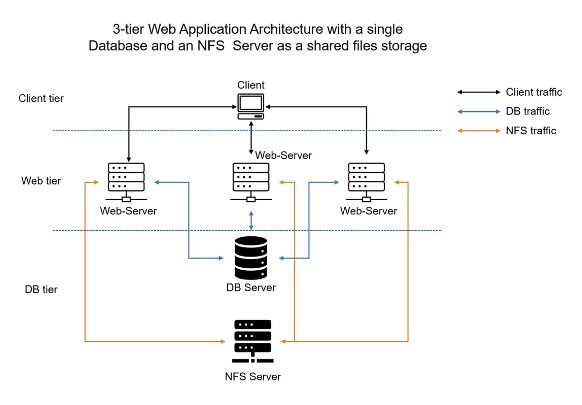 3-tier Web Application Architecture with a single
Database and an NFS Server as a shared files storage
Client
Client tier
Client traffic
DB traffic
NFS traffic
Web-Server
Web tier
Web-Server
Web-Server
DB Server
DB tier
NFS Server